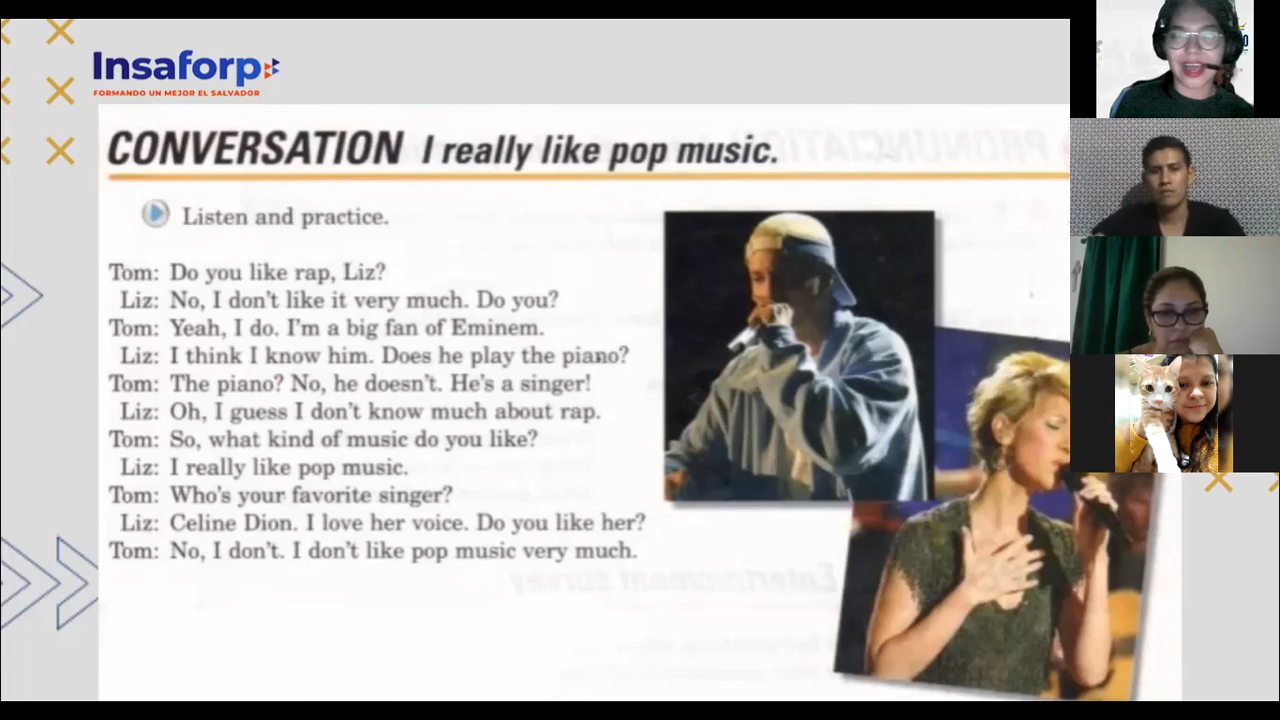 Insaforp
FORMANDO UN MEJOR EL SALVADOR
CONVERSATION I really like pop music.
Listen and practice.
Tom: Do you like rap, Liz?
Liz: No, I don't like it very much. Do you?
Tom: Yeah, I do. I'm a big fan of Eminem.
Liz: I think I know him. Does he play the piano?
Tom: The piano? No, he doesn't. He's a singer!
Liz: Oh, I guess I don't know much about rap.
Tom: So, what kind of music do you like?
Liz: I really like pop music.
Tom: Who's your favorite singer?
Liz: Celine Dion. I love her voice. Do you like her?
Tom: No, I don't. I don't like pop music very much.
Entertainment survey